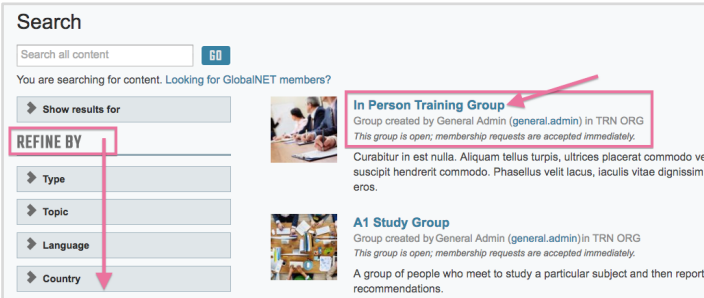 Search
Search all content
GO
You are searching for content. Looking for GlobalNET members?
Show results for
REFINE BY
Type
Topic
Language
Country
In Person Training Group
Group created by General Admin (general.admin) in TRN ORG
This group is open; membership requests are accepted immediately.
Curabitur in est nulla. Aliquam tellus turpis, ultrices placerat commodo ve
suscipit hendrerit commodo. Phasellus velit lacus, iaculis vitae dignissim
eros.
A1 Study Group
Group created by General Admin (general.admin) in TRN ORG
This group is open; membership requests are accepted immediately.
A group of people who meet to study a particular subject and then report
recommendations.